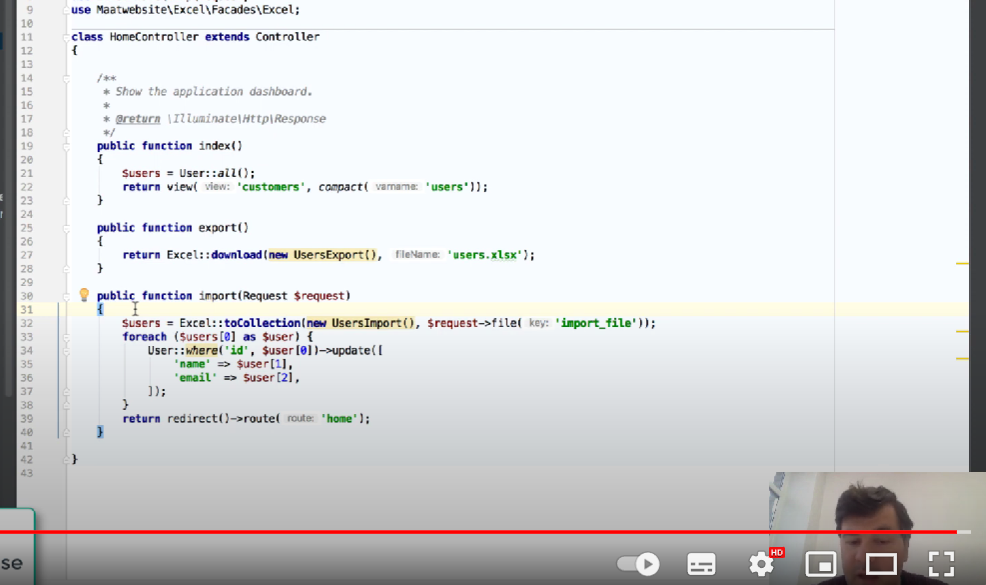 9 use Maatwebsite\Excel\Facades\Excel;
10
11 class HomeController extends Controller
12 {
13
14 /**
15 * Show the application dashboard.
16 *
17 * @return \Illuminate\Http\Response
18 */
19 public function index()
20 {
21 $users = User::all();
22 return view( view: 'customers', compact( varname: 'users'));
23 }
24
25 public function export()
26 {
27 return Excel::download(new UsersExport(), fileName: 'users.xlsx');
28 }
29
30 public function import(Request $request)
31 {
32 $users = Excel::toCollection(new UsersImport(), $request->file( key: 'import_file'));
33 foreach ($users[0] as $user) {
34 User::where('id', $user[0])->update([
35 'name' => $user[1],
36 'email' => $user[2],
37 ]);
38 }
39 return redirect()->route( route: 'home');
40 }
41
42 }
43
se
HD